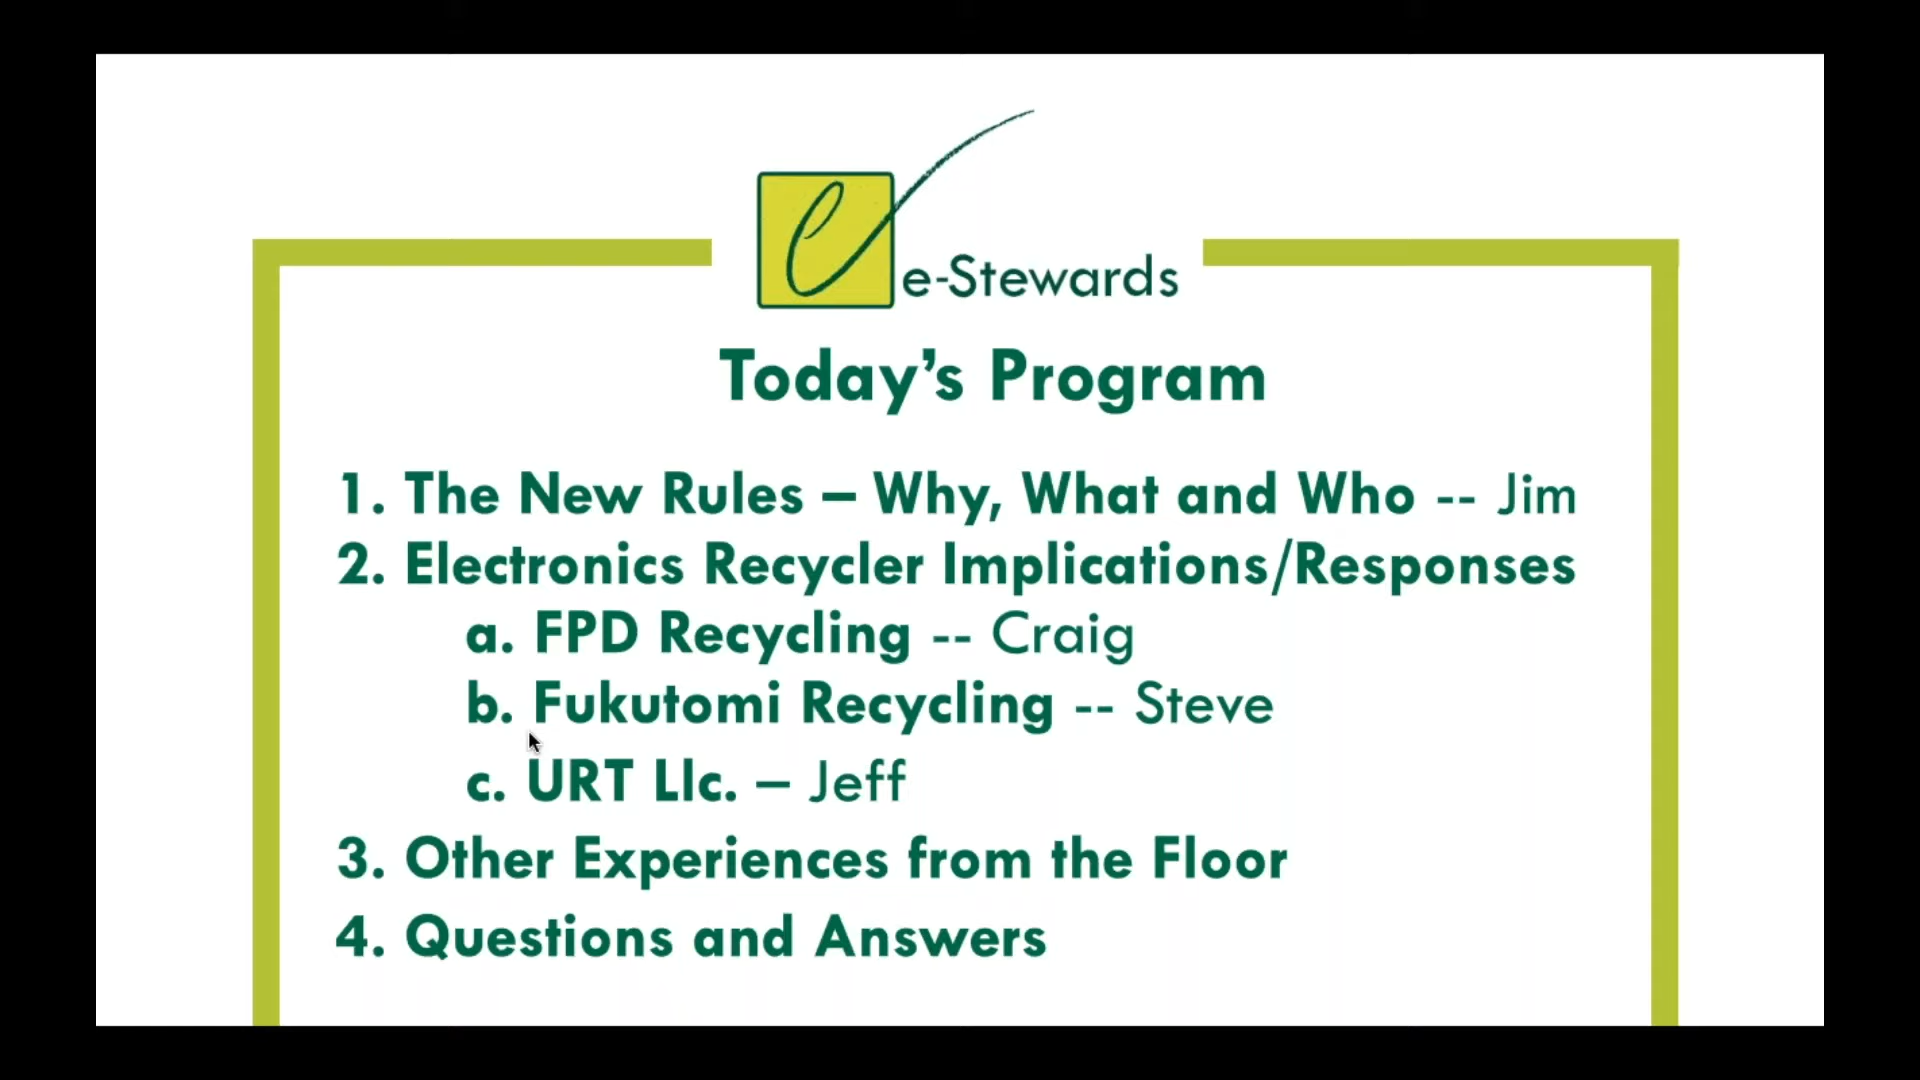 e-Stewards
Today’s Program
1. The New Rules – Why, What and Who -- Jim
2. Electronics Recycler Implications/Responses
a. FPD Recycling -- Craig
b. Fukutomi Recycling -- Steve
c. URT Llc. – Jeff
3. Other Experiences from the Floor
4. Questions and Answers